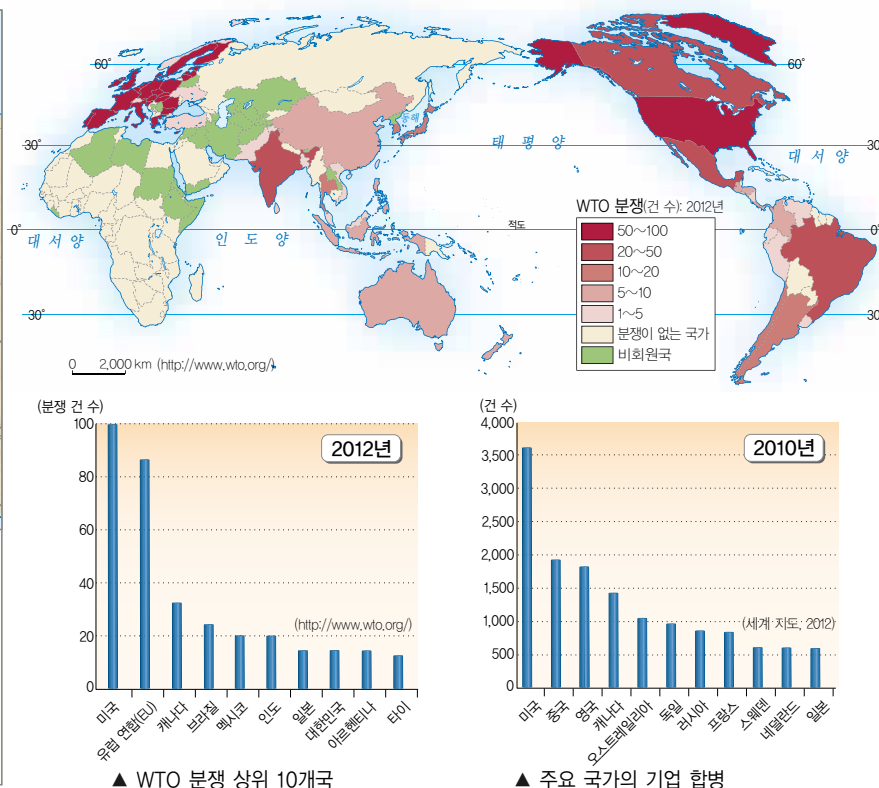 60°
60°
동해
30°
태평양
대서양
30
WTO 분쟁(건 수): 2012년
50~100
20~50
10~20
5~10
1~5
분쟁이 없는 국가
비회원국
0°
대서양
인도양
적도
0°
30°
30
0 2,000 km (http://www.wto.org/)
(분쟁 건 수)
2012년
100
80
60
40
20
0
(http://www.wto.org/)
미국
유럽 연합(EU)
캐나다
브라질
멕시코
인도
일본
대한민국
아르헨티나
타이
▲ WTO 분쟁 상위 10개국
(건 수)
2010년
4,000
3,500
3,000
2,500
2,000
1,500
1,000
500
0
(세계 지도, 2012)
미국
중국
영국
캐나다
오스트레일리아
독일
러시아
프랑스
스웨덴
네덜란드
일본
▲ 주요 국가의 기업 합병